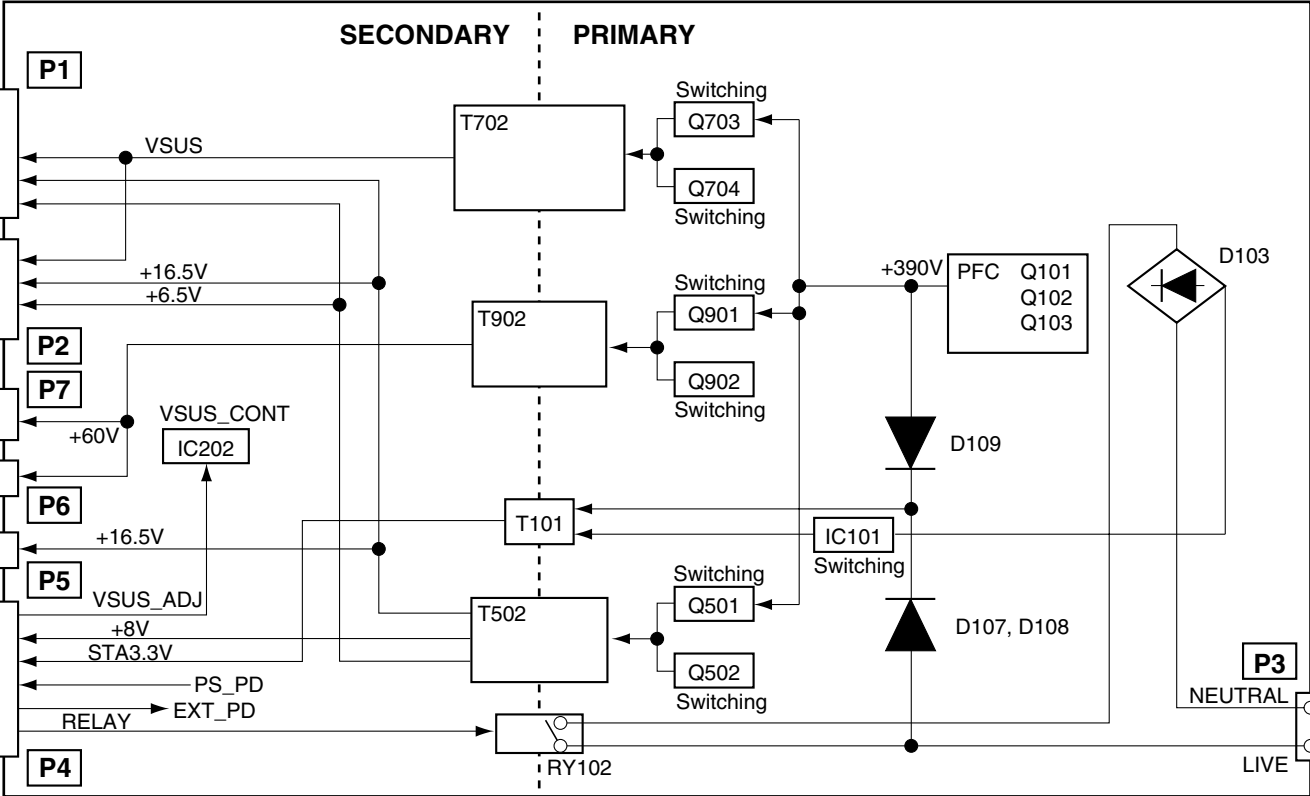 SECONDARY PRIMARY
P1
T702
Switching
Q703
Q704
Switching
VSUS
D103
+390V
PFC Q101
Q102
Q103
+16.5V
+6.5V
Switching
Q901
T902
Q902
Switching
P2
P7
VSUS_CONT
IC202
+60V
D109
P6
T101
IC101
Switching
+16.5V
P5
Switching
Q501
T502
Q502
Switching
VSUS_ADJ
+8V
STA3.3V
D107, D108
PS_PD
EXT_PD
RELAY
P3
NEUTRAL
LIVE
RY102
P4